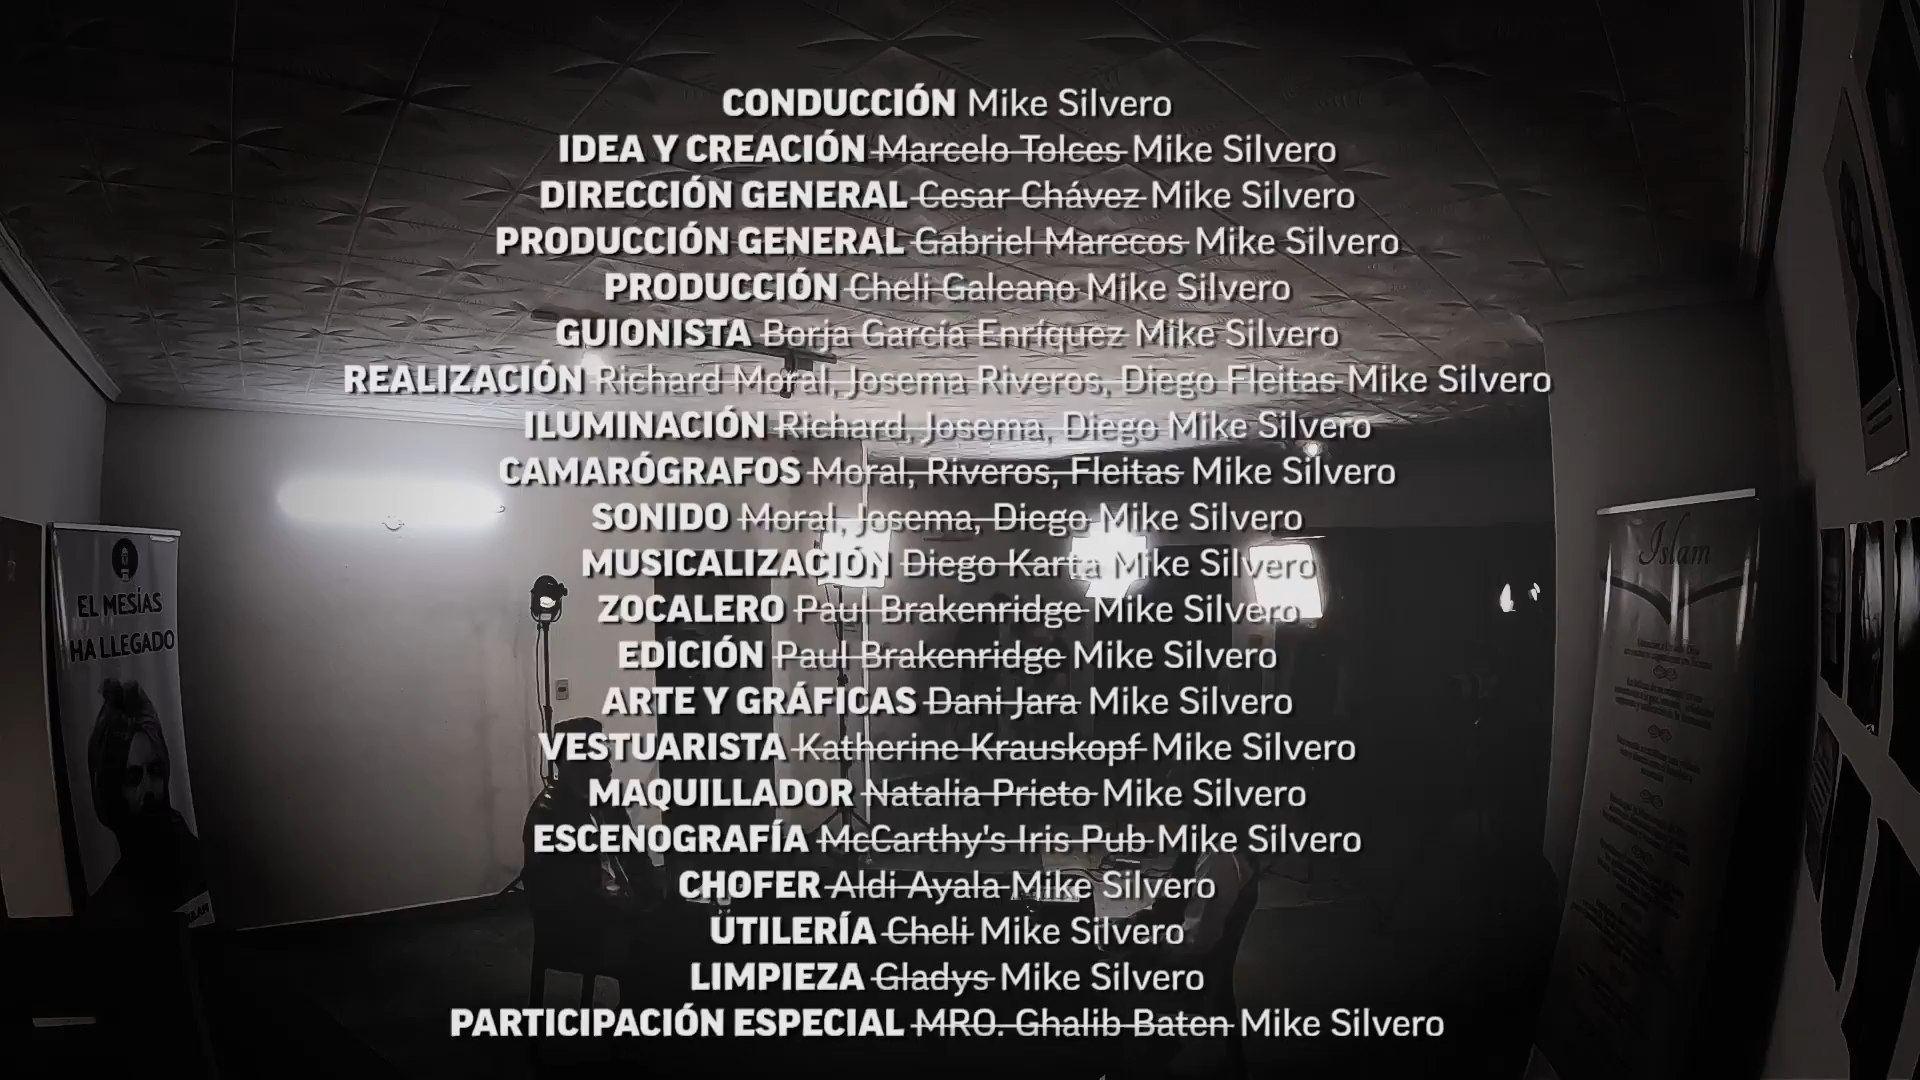 CONDUCCIÓN Mike Silvero
IDEA Y CREACIÓN Marcelo Tolces Mike Silvero
DIRECCIÓN GENERAL Cesar Chávez Mike Silvero
PRODUCCIÓN GENERAL Gabriel Marecos Mike Silvero
PRODUCCIÓN Cheli Galeano Mike Silvero
GUIONISTA Borja García Enríquez Mike Silvero
REALIZACIÓN Richard Moral, Josema Riveros, Diego Fleitas Mike Silvero
ILUMINACIÓN Richard, Josema, Diego Mike Silvero
CAMARÓGRAFOS Moral, Riveros, Fleitas Mike Silvero
SONIDO Moral, Josema, Diego Mike Silvero
MUSICALIZACIÓN Diego Karta Mike Silvero
ZOCALERO Paul Brakenridge Mike Silvero
EDICIÓN Paul Brakenridge Mike Silvero
ARTE Y GRÁFICAS Dani Jara Mike Silvero
VESTUARISTA Katherine Krauskopf Mike Silvero
MAQUILLADOR Natalia Prieto Mike Silvero
ESCENOGRAFÍA McCarthy's Iris Pub Mike Silvero
CHOFER Aldi Ayala Mike Silvero
UTILERÍA Cheli Mike Silvero
LIMPIEZA Gladys Mike Silvero
PARTICIPACIÓN ESPECIAL MRO. Ghalib Baten Mike Silvero
EL MESÍAS
HA LLEGADO
Islam